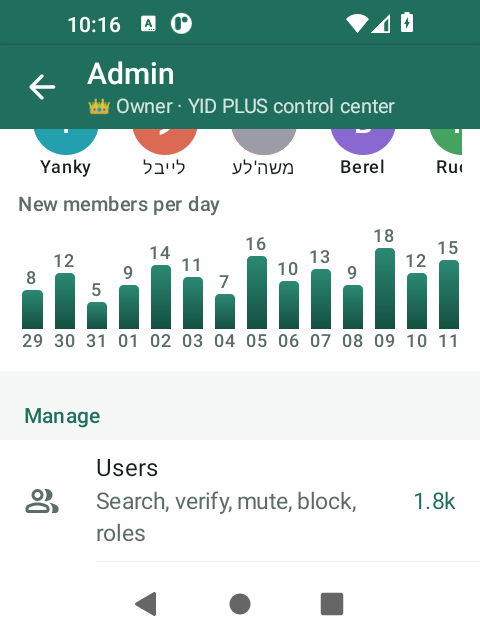 10:16
Admin
👑 Owner · YID PLUS control center
Yanky
לייבל
משה'לע
Berel
New members per day
8 12 5 9 14 11 7 16 10 13 9 18 12 15
29 30 31 01 02 03 04 05 06 07 08 09 10 11
Manage
Users
Search, verify, mute, block,
roles
1.8k